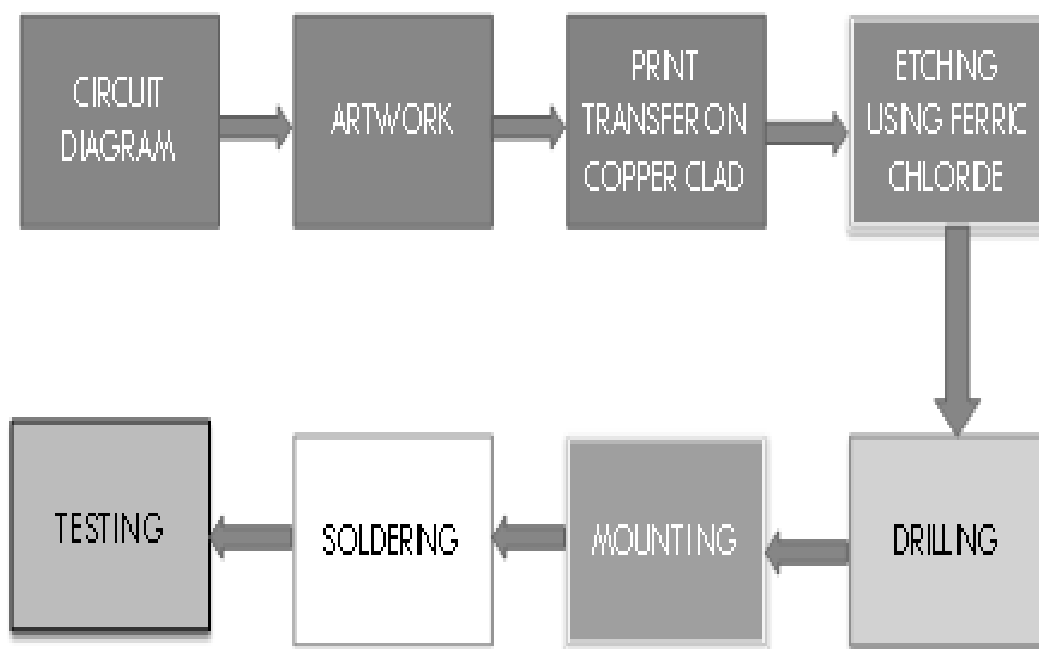 CIRCUIT
DIAGRAM
ARTWORK
PRINT
TRANSFER ON
COPPER CLAD
ETCHING
USING FERRIC
CHLORIDE
DRILLING
MOUNTING
SOLDERING
TESTING